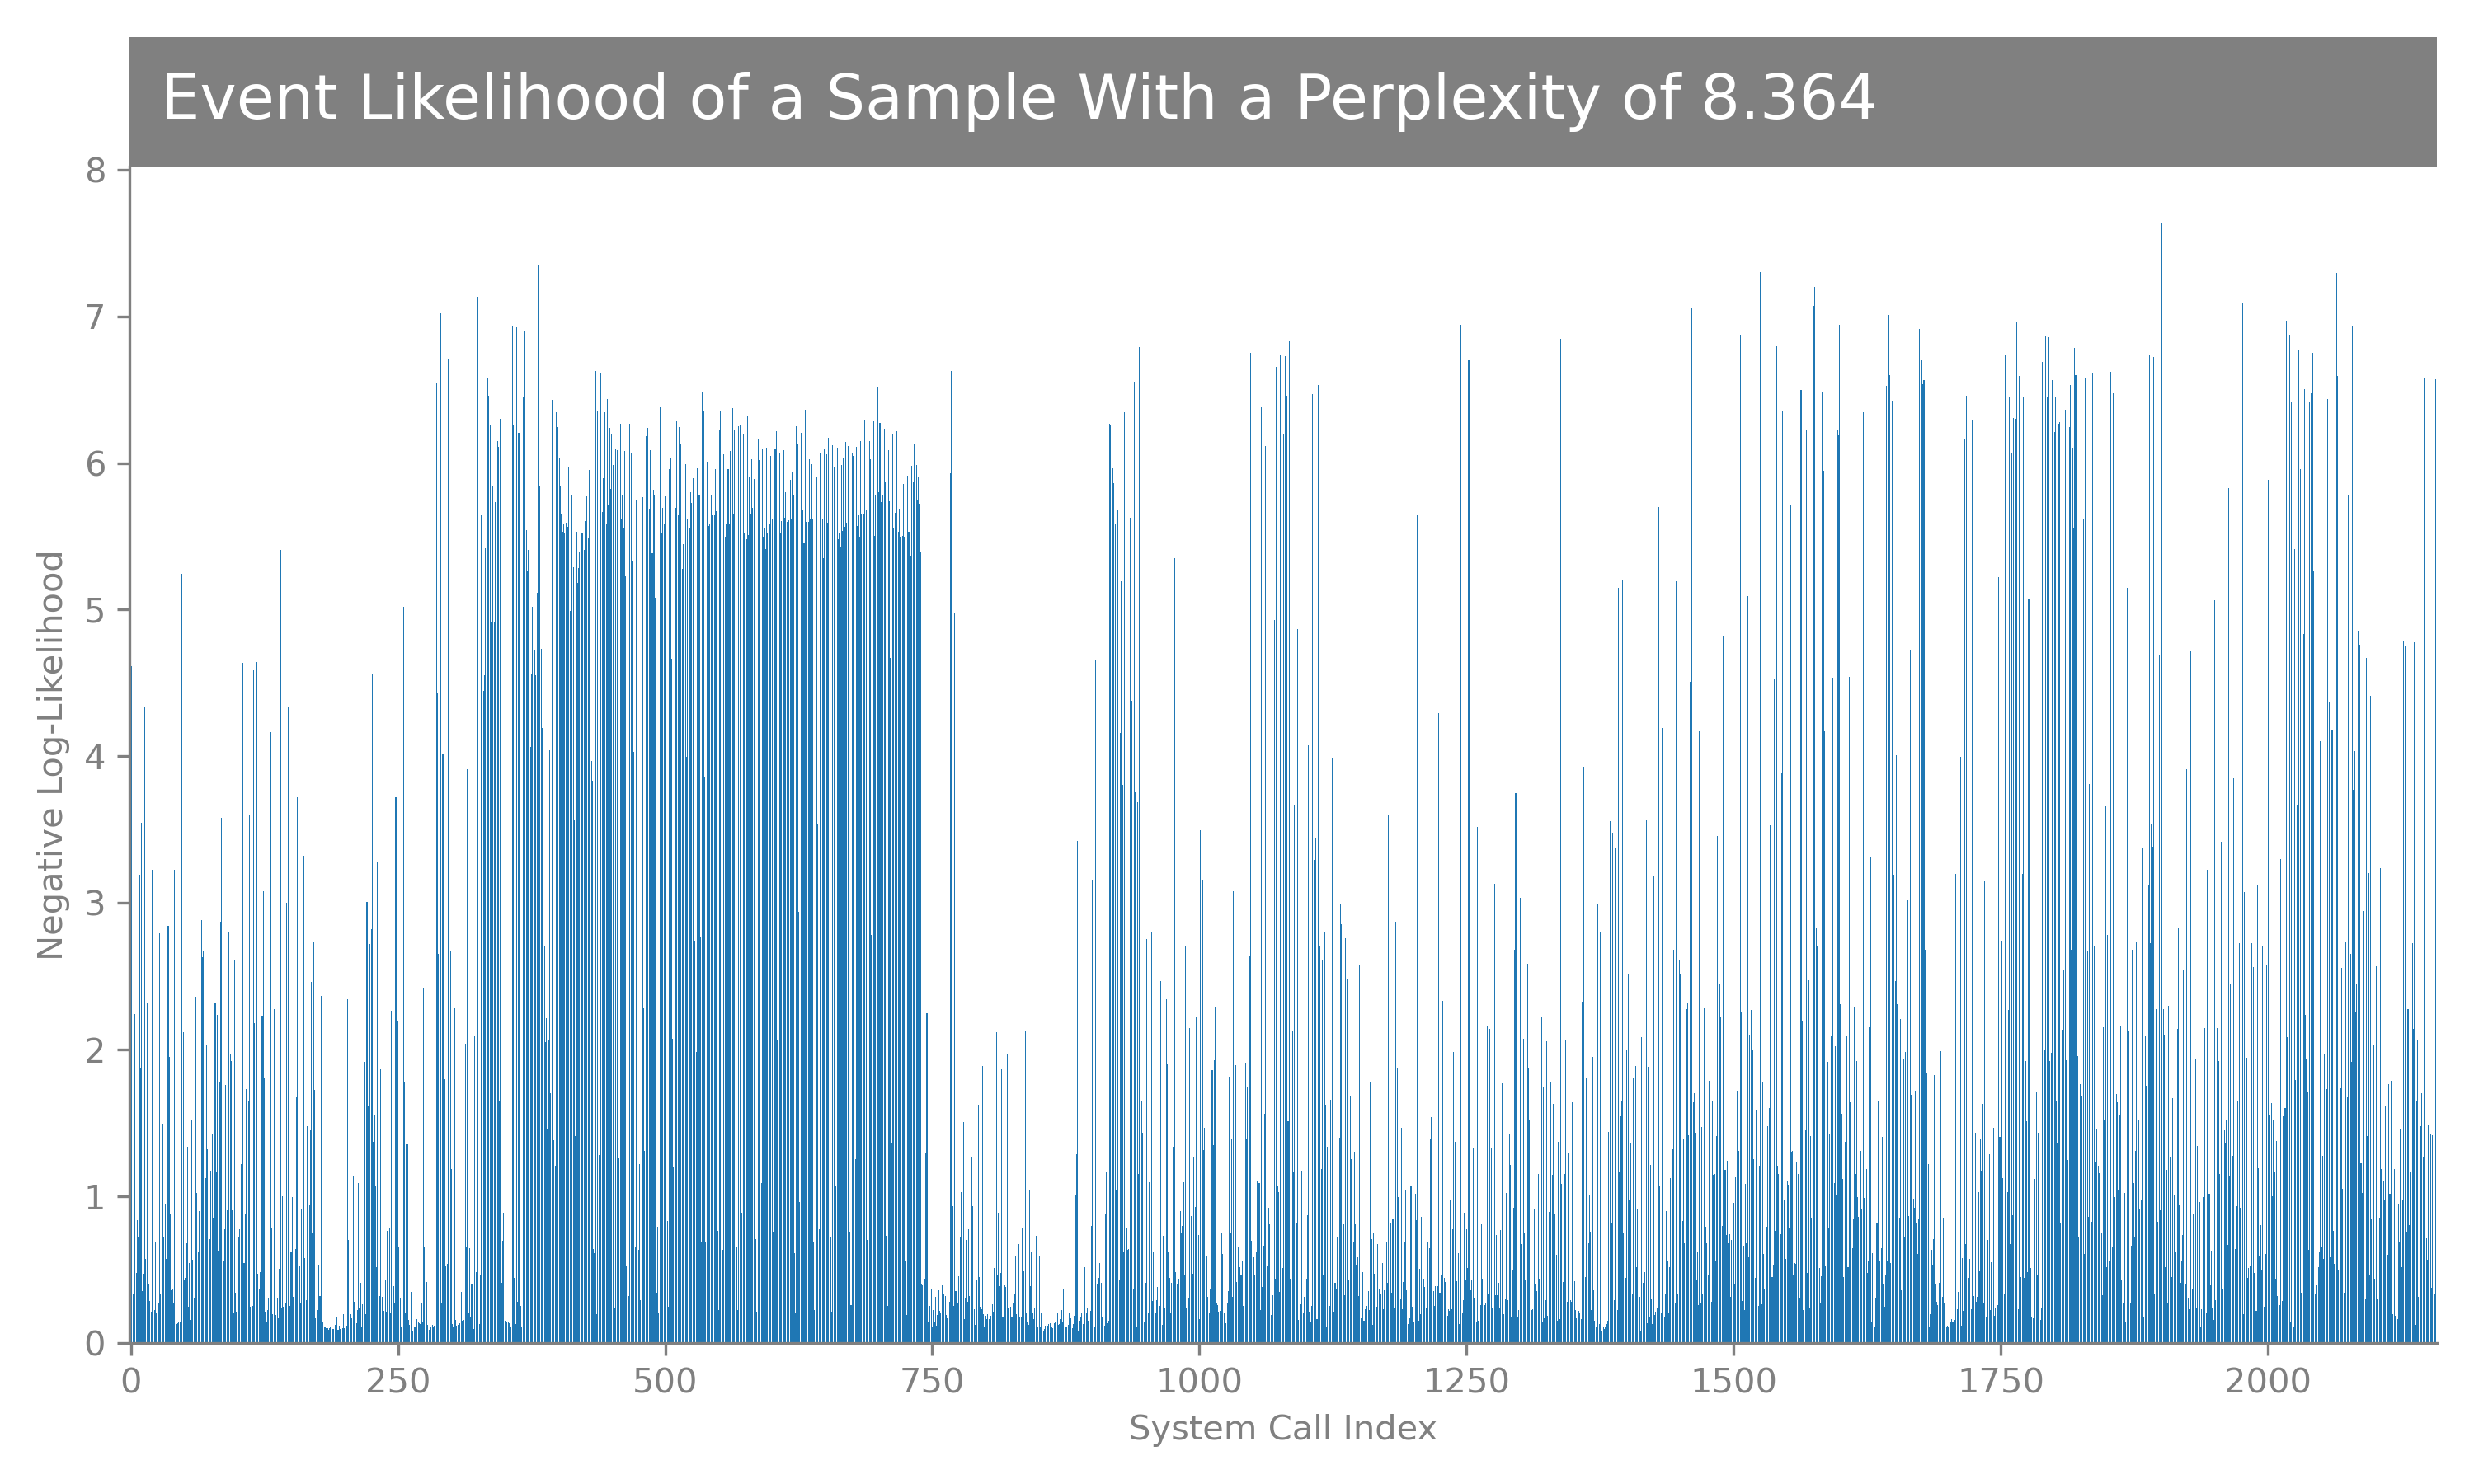 Event Likelihood of a Sample With a Perplexity of 8.364
8
7
6
5
4
3
2
1
0
Negative Log-Likelihood
0 250 500 750 1000 1250 1500 1750 2000
System Call Index